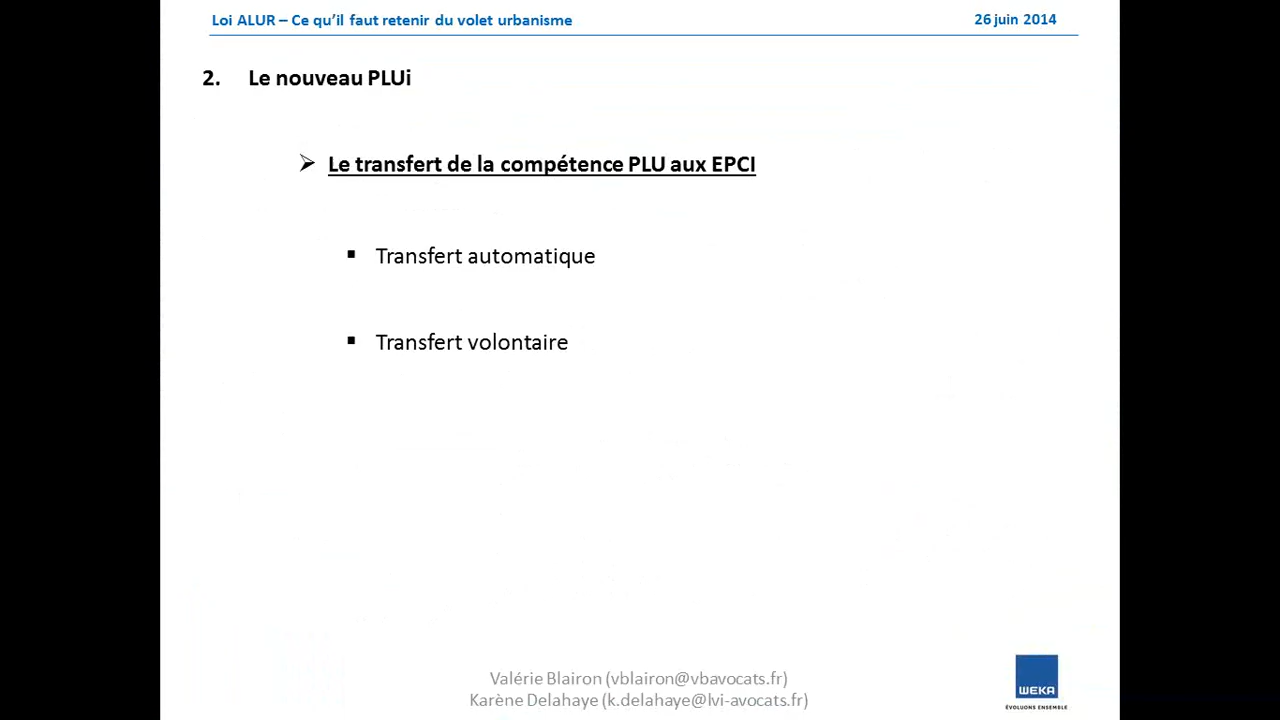 Loi ALUR – Ce qu’il faut retenir du volet urbanisme
26 juin 2014
2. Le nouveau PLUi
➢ Le transfert de la compétence PLU aux EPCI
▪ Transfert automatique
▪ Transfert volontaire
Valérie Blairon (vblairon@vbavocats.fr)
Karène Delahaye (k.delahaye@lvi-avocats.fr)
WEKA
ÉVOLUONS ENSEMBLE